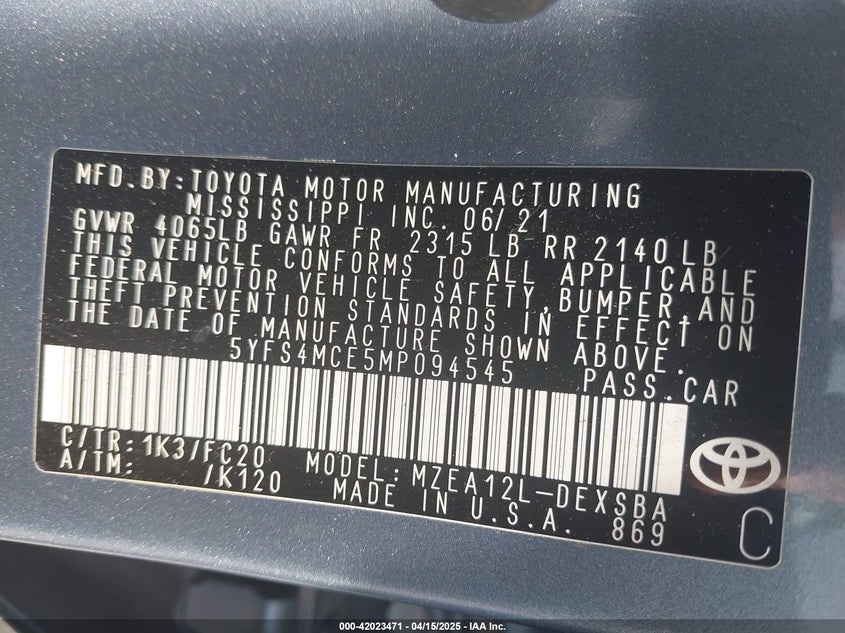 MFD.BY:TOYOTA MOTOR MANUFACTURING
MISSISSIPPI INC. 06/21
GVWR 4065LB GAWR FR 2315 LB RR 2140 LB
THIS VEHICLE CONFORMS TO ALL APPLICABLE
FEDERAL MOTOR VEHICLE SAFETY,BUMPER,AND
THEFT PREVENTION STANDARDS IN EFFECT ON
THE DATE OF MANUFACTURE SHOWN ABOVE.
5YFS4MCE5MP094545 PASS.CAR
C/TR:1K3/FC20 MODEL:MZEA12L-DEXSBA
A/TM: /K120 MADE IN U.S.A. 869
C
000-42023471 - 04/15/2025 - IAA Inc.